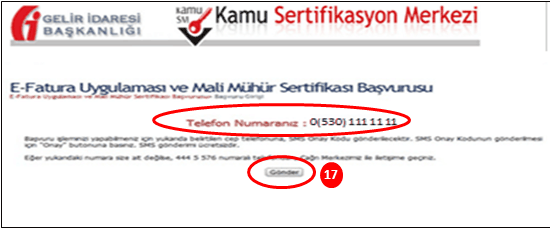 GELİR İDARESİ
BAŞKANLIĞI
KAMU
SM
Kamu Sertifikasyon Merkezi
E-Fatura Uygulaması ve Mali Mühür Sertifikası Başvurusu
E-Fatura Uygulaması ve Mali Mühür Sertifikası Başvurusu Başvuru Girişi
Telefon Numaranız : 0(530) 111 11 11
Başvuru işleminizi yapabilmeniz için yukarıda belirtilen cep telefonuna, SMS Onay Kodu gönderilecektir. SMS Onay Kodunun gönderilmesi
için "Onay" butonuna basınız. SMS gönderimi ücretsizdir.
Eğer yukarıdaki numara size ait değilse, 444 5 576 numaralı Çağrı Merkezimiz ile iletişime geçiniz.
Gönder
17